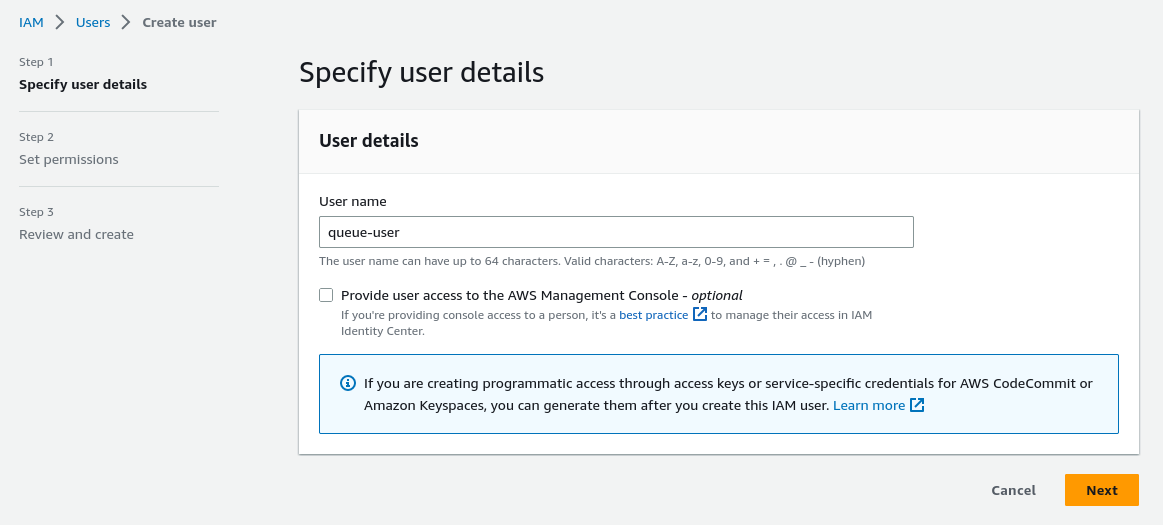 IAM > Users > Create user
Step 1
Specify user details
Step 2
Set permissions
Step 3
Review and create
Specify user details
User details
User name
queue-user
The user name can have up to 64 characters. Valid characters: A-Z, a-z, 0-9, and + = , . @ _ - (hyphen)
Provide user access to the AWS Management Console - optional
If you're providing console access to a person, it's a best practice to manage their access in IAM
Identity Center.
If you are creating programmatic access through access keys or service-specific credentials for AWS CodeCommit or
Amazon Keyspaces, you can generate them after you create this IAM user. Learn more
Cancel Next